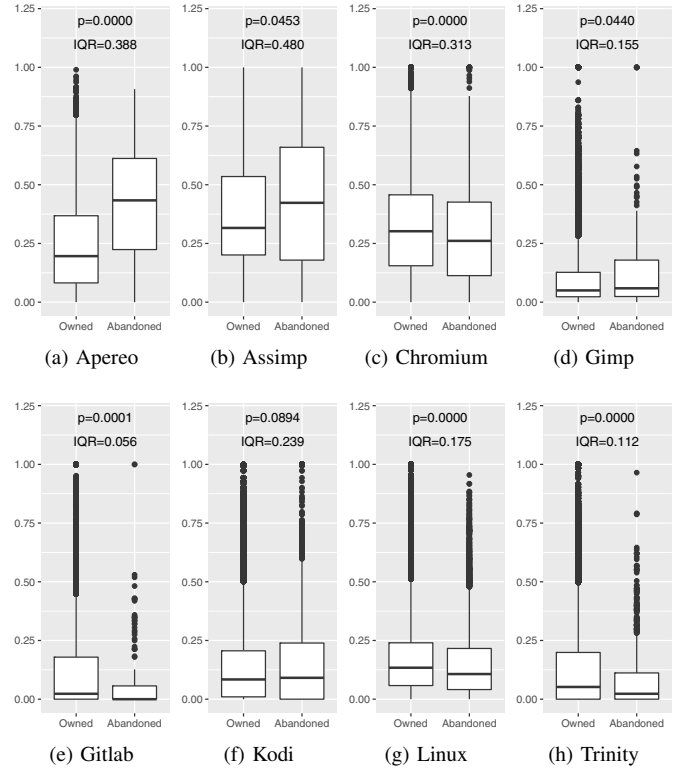 1.25
p=0.0000
IQR=0.388
1.00
0.75
0.50
0.25
0.00
Owned Abandoned
(a) Apereo
1.25
p=0.0453
IQR=0.480
1.00
0.75
0.50
0.25
0.00
Owned Abandoned
(b) Assimp
1.25
p=0.0000
IQR=0.313
1.00
0.75
0.50
0.25
0.00
Owned Abandoned
(c) Chromium
1.25
p=0.0440
IQR=0.155
1.00
0.75
0.50
0.25
0.00
Owned Abandoned
(d) Gimp
1.25
p=0.0001
IQR=0.056
1.00
0.75
0.50
0.25
0.00
Owned Abandoned
(e) Gitlab
1.25
p=0.0894
IQR=0.239
1.00
0.75
0.50
0.25
0.00
Owned Abandoned
(f) Kodi
1.25
p=0.0000
IQR=0.175
1.00
0.75
0.50
0.25
0.00
Owned Abandoned
(g) Linux
1.25
p=0.0000
IQR=0.112
1.00
0.75
0.50
0.25
0.00
Owned Abandoned
(h) Trinity